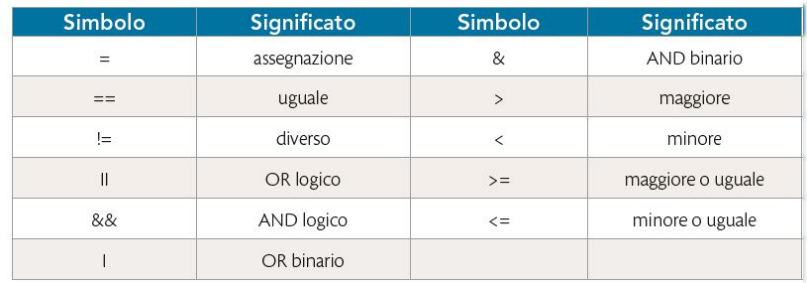 Simbolo Significato Simbolo Significato
= assegnazione & AND binario
== uguale > maggiore
!= diverso < minore
|| OR logico >= maggiore o uguale
&& AND logico <= minore o uguale
| OR binario